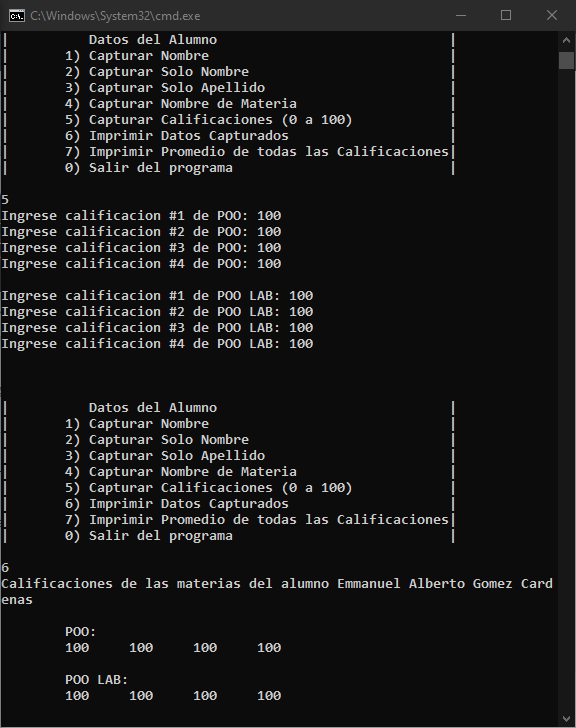 C:\Windows\System32\cmd.exe
|          Datos del Alumno                             |
|       1) Capturar Nombre                              |
|       2) Capturar Solo Nombre                         |
|       3) Capturar Solo Apellido                       |
|       4) Capturar Nombre de Materia                   |
|       5) Capturar Calificaciones (0 a 100)            |
|       6) Imprimir Datos Capturados                    |
|       7) Imprimir Promedio de todas las Calificaciones|
|       0) Salir del programa                           |
5
Ingrese calificacion #1 de POO: 100
Ingrese calificacion #2 de POO: 100
Ingrese calificacion #3 de POO: 100
Ingrese calificacion #4 de POO: 100
Ingrese calificacion #1 de POO LAB: 100
Ingrese calificacion #2 de POO LAB: 100
Ingrese calificacion #3 de POO LAB: 100
Ingrese calificacion #4 de POO LAB: 100
|          Datos del Alumno                             |
|       1) Capturar Nombre                              |
|       2) Capturar Solo Nombre                         |
|       3) Capturar Solo Apellido                       |
|       4) Capturar Nombre de Materia                   |
|       5) Capturar Calificaciones (0 a 100)            |
|       6) Imprimir Datos Capturados                    |
|       7) Imprimir Promedio de todas las Calificaciones|
|       0) Salir del programa                           |
6
Calificaciones de las materias del alumno Emmanuel Alberto Gomez Card
enas
        POO:
        100     100     100     100
        POO LAB:
        100     100     100     100